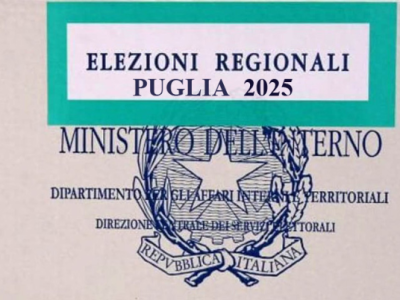 ELEZIONI REGIONALI
PUGLIA 2025
MINISTERO DELL'INTERNO
DIPARTIMENTO PER GLI AFFARI INTERNI E TERRITORIALI
DIREZIONE CENTRALE DEI SERVIZI ELETTORALI
REPVBBLICA ITALIANA